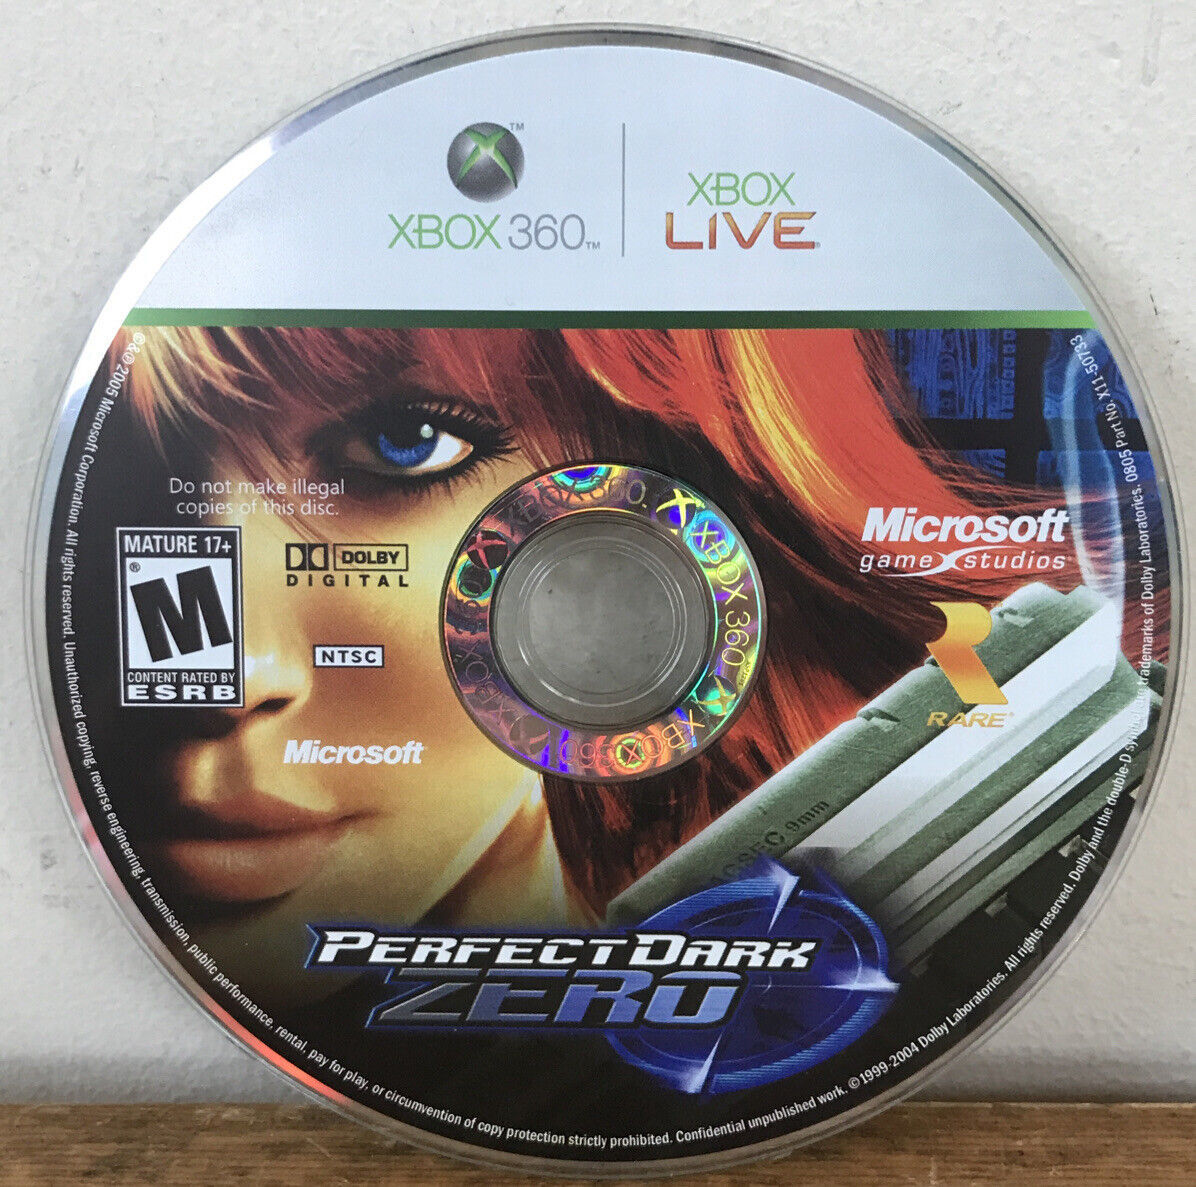 XBOX 360™
XBOX
LIVE®
Do not make illegal
copies of this disc.
MATURE 17+
M®
CONTENT RATED BY
ESRB
DOLBY
DIGITAL
NTSC
Microsoft
XBOX 360
Microsoft
game studios
RARE®
9mm
PERFECT DARK
ZERO
©&℗ 2005 Microsoft Corporation. All rights reserved. Unauthorized copying, reverse engineering, transmission, public performance, rental, pay for play, or circumvention of copy protection strictly prohibited. Confidential unpublished work. ©1999-2004 Dolby Laboratories. All rights reserved. Dolby and the double-D symbol are trademarks of Dolby Laboratories. 0805 Part No. X11-50733